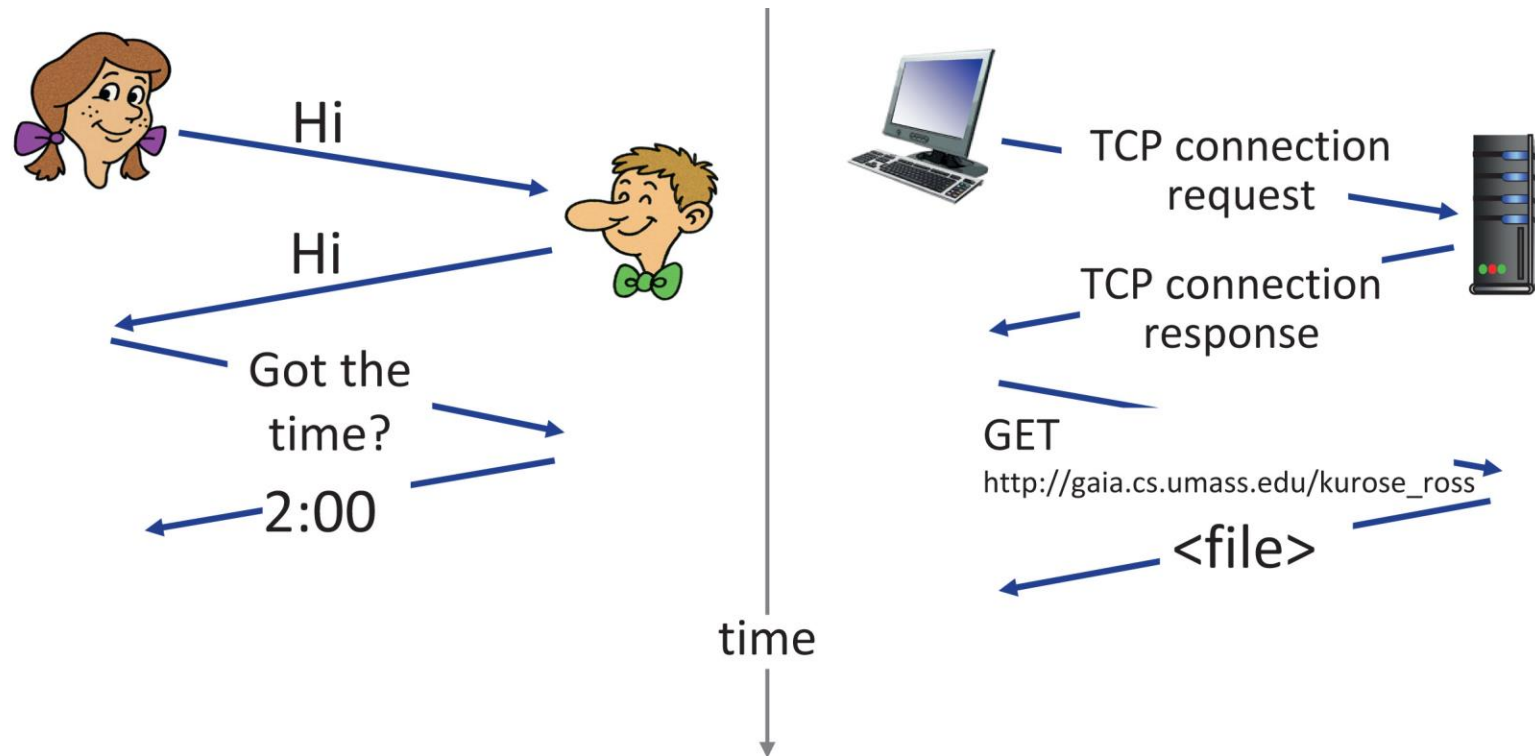 Hi
Hi
Got the
time?
2:00
TCP connection
request
TCP connection
response
GET
http://gaia.cs.umass.edu/kurose_ross
<file>
time